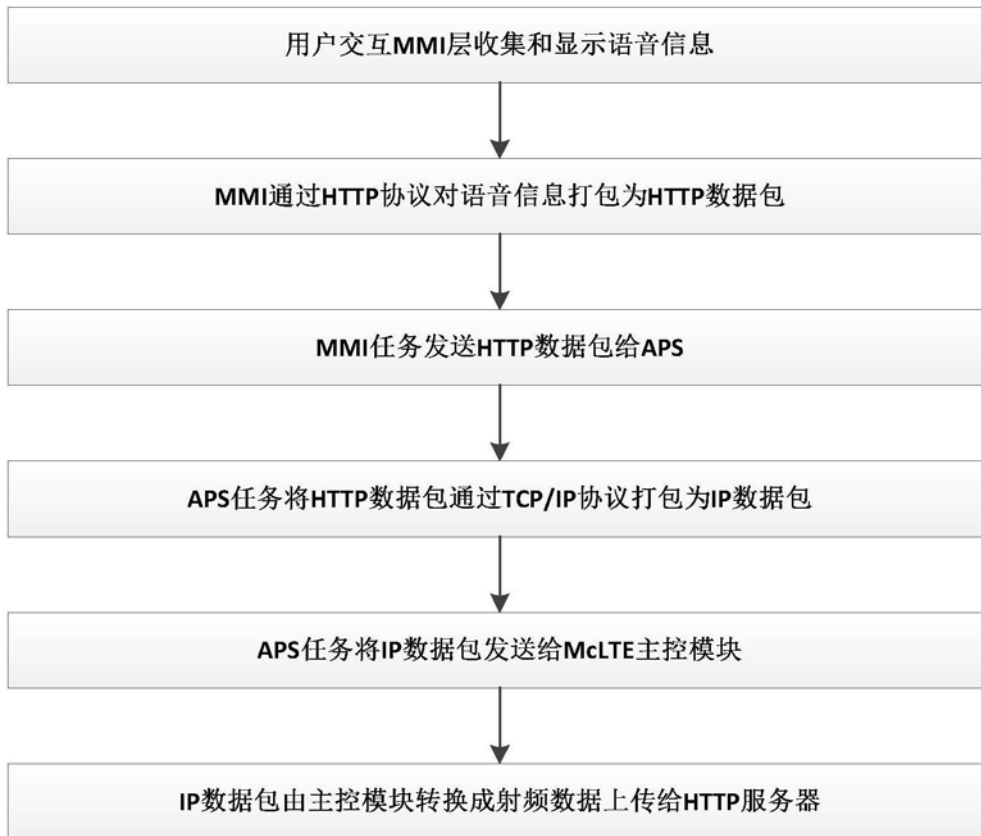 用户交互MMI层收集和显示语音信息
MMI通过HTTP协议对语音信息打包为HTTP数据包
MMI任务发送HTTP数据包给APS
APS任务将HTTP数据包通过TCP/IP协议打包为IP数据包
APS任务将IP数据包发送给McLTE主控模块
IP数据包由主控模块转换成射频数据上传给HTTP服务器